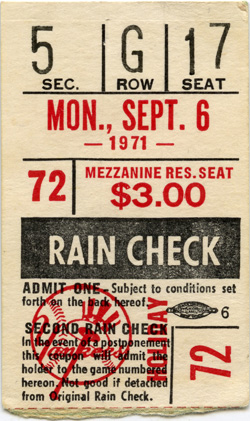 5 G 17
SEC. ROW SEAT
MON., SEPT. 6
— 1971 —
72 MEZZANINE RES. SEAT
$3.00
RAIN CHECK
ADMIT ONE- Subject to conditions set
forth on the back hereof.
6
SECOND RAIN CHECK
In the event of a postponement
this coupon will admit the
holder to the game numbered
hereon. Not good if detached
from Original Rain Check.
Yankees
DAY
72